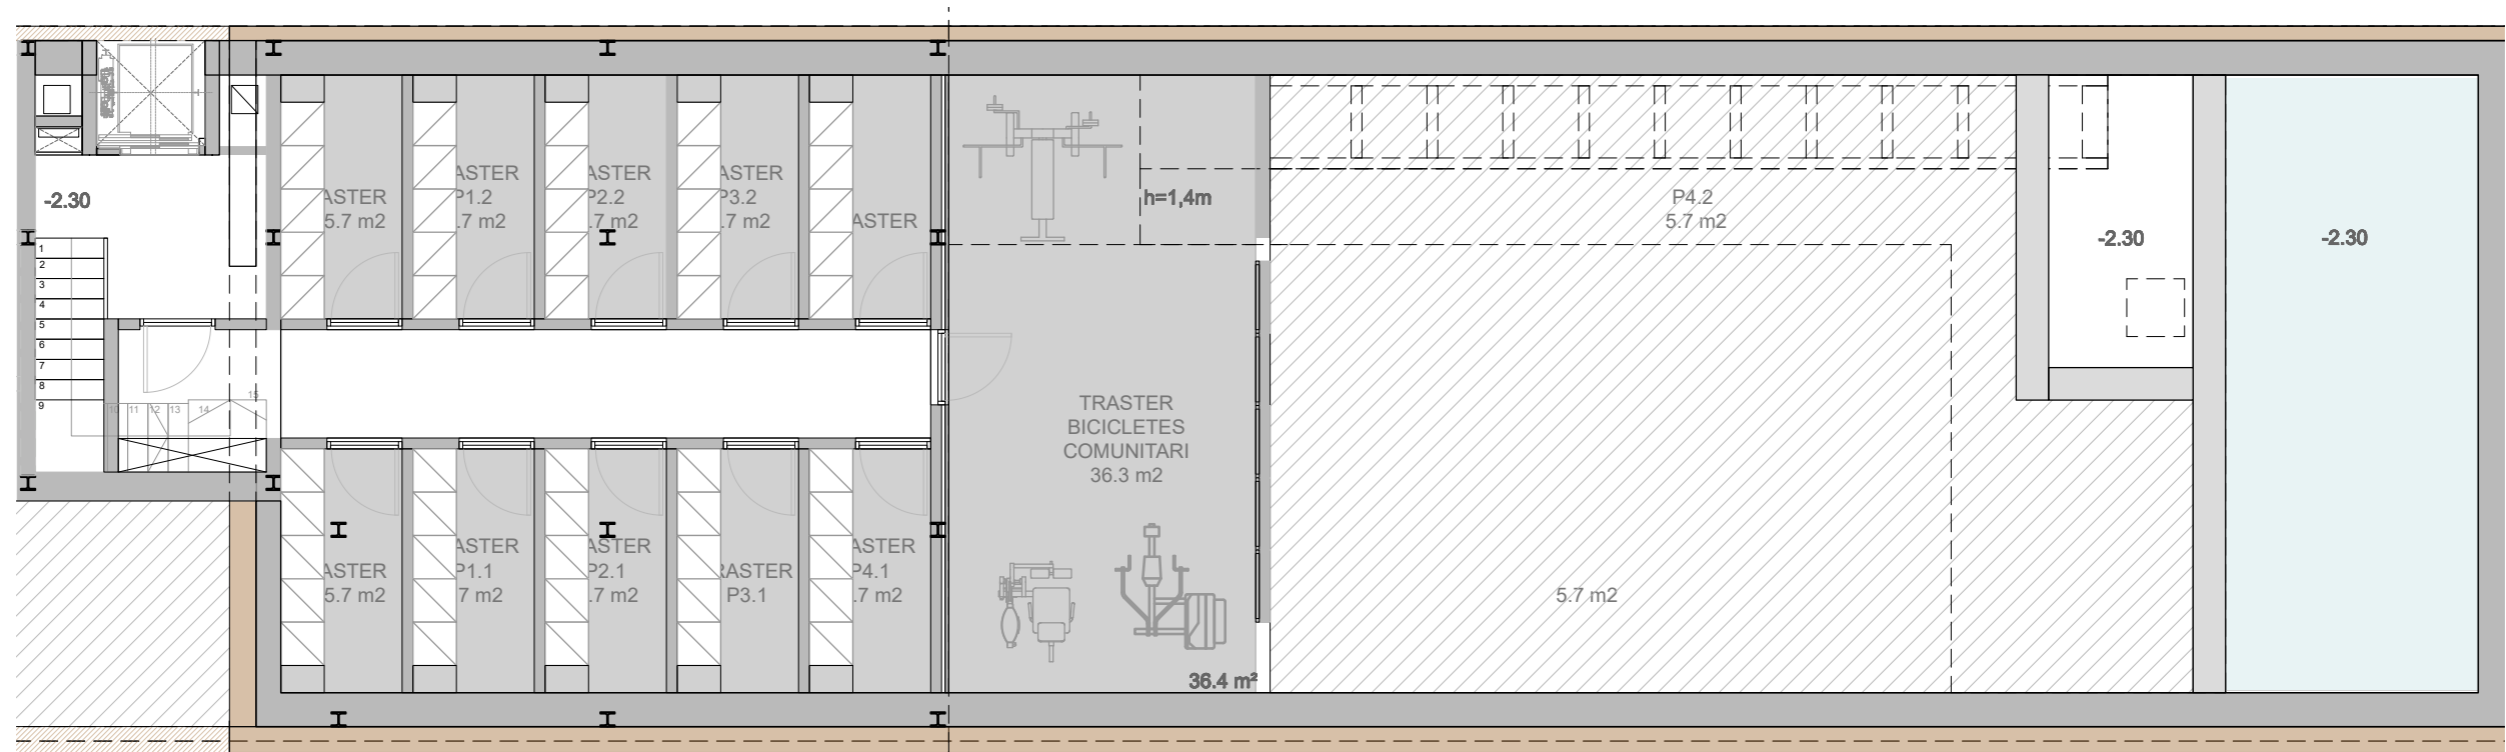 -2.30
1
2
3
4
5
6
7
8
9
10 11 12 13 14 15
ASTER
5.7 m2
ASTER
P1.2
.7 m2
ASTER
P2.2
.7 m2
ASTER
P3.2
.7 m2
ASTER
h=1,4m
P4.2
5.7 m2
-2.30
-2.30
TRASTER
BICICLETES
COMUNITARI
36.3 m2
ASTER
5.7 m2
ASTER
P1.1
.7 m2
ASTER
P2.1
.7 m2
RASTER
P3.1
ASTER
P4.1
.7 m2
5.7 m2
36.4 m²